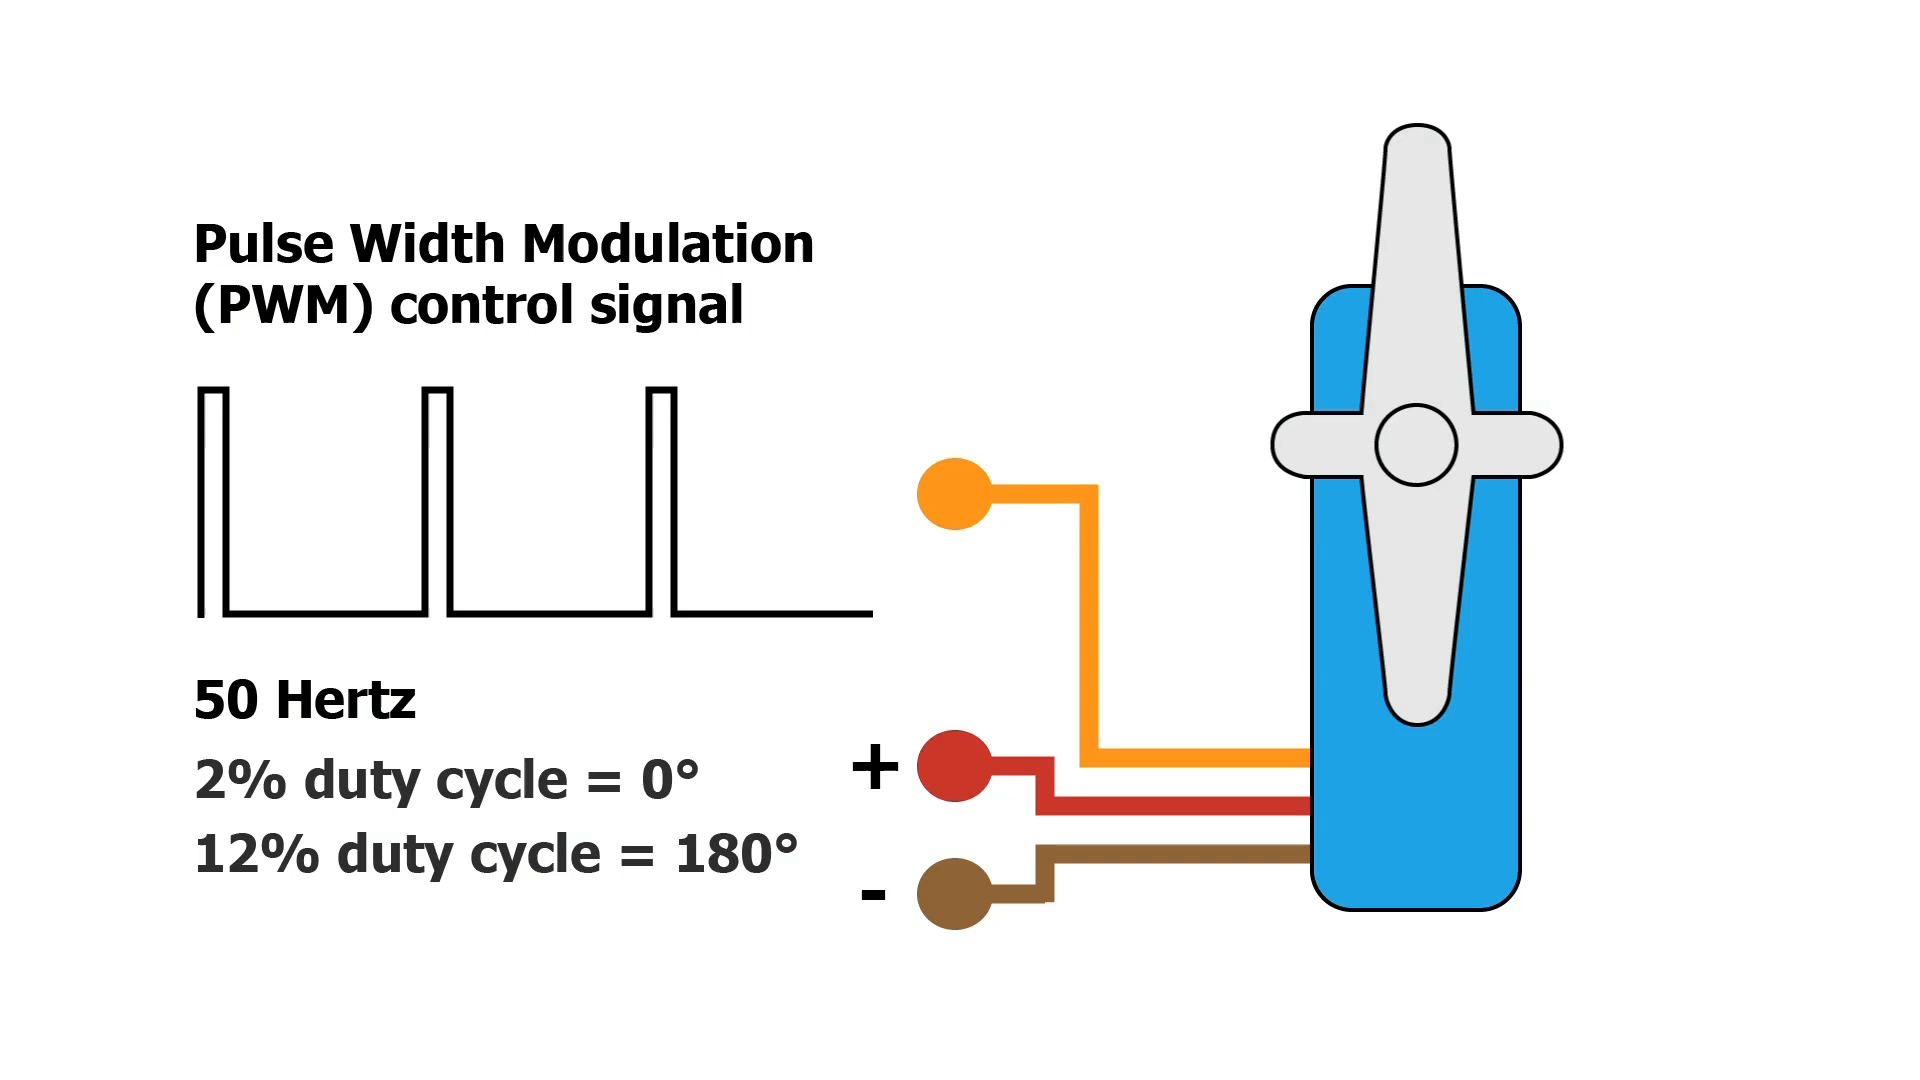 Pulse Width Modulation
(PWM) control signal
50 Hertz
2% duty cycle = 0°
12% duty cycle = 180°
+
-